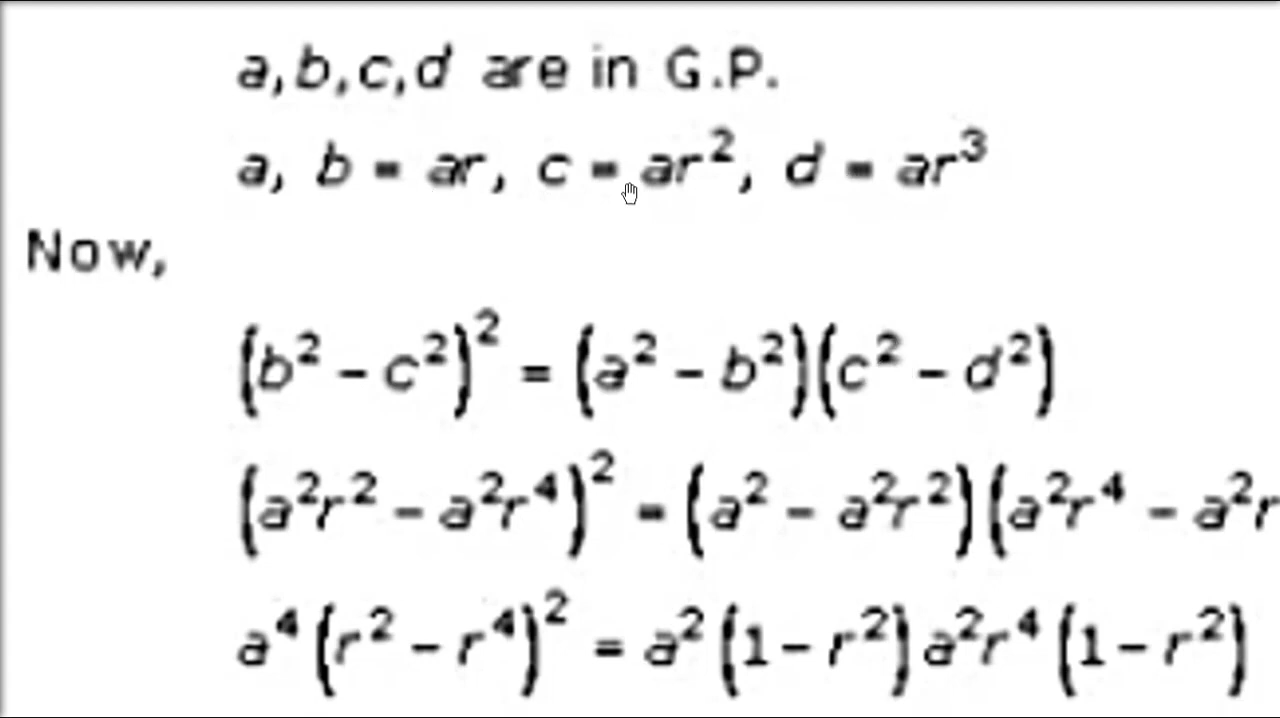 a, b, c, d are in G.P.
a, b = ar, c = ar², d = ar³
Now,
(b² − c²)² = (a² − b²)(c² − d²)
(a²r² − a²r⁴)² = (a² − a²r²)(a²r⁴ − a²r
a⁴(r² − r⁴)² = a²(1 − r²)a²r⁴(1 − r²)